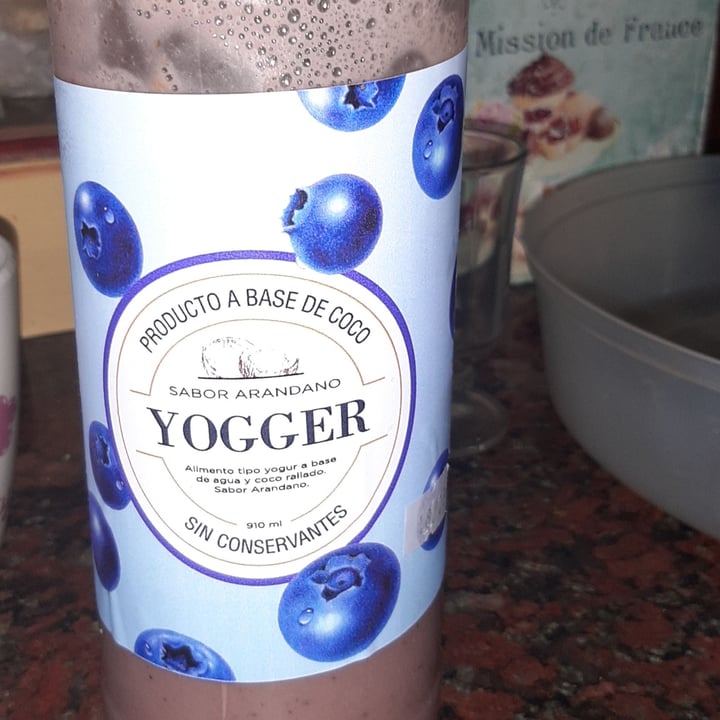 Mission de France
PRODUCTO A BASE DE COCO
SABOR ARANDANO
YOGGER
Alimento tipo yogur a base
de agua y coco rallado.
Sabor Arandano.
910 ml
SIN CONSERVANTES